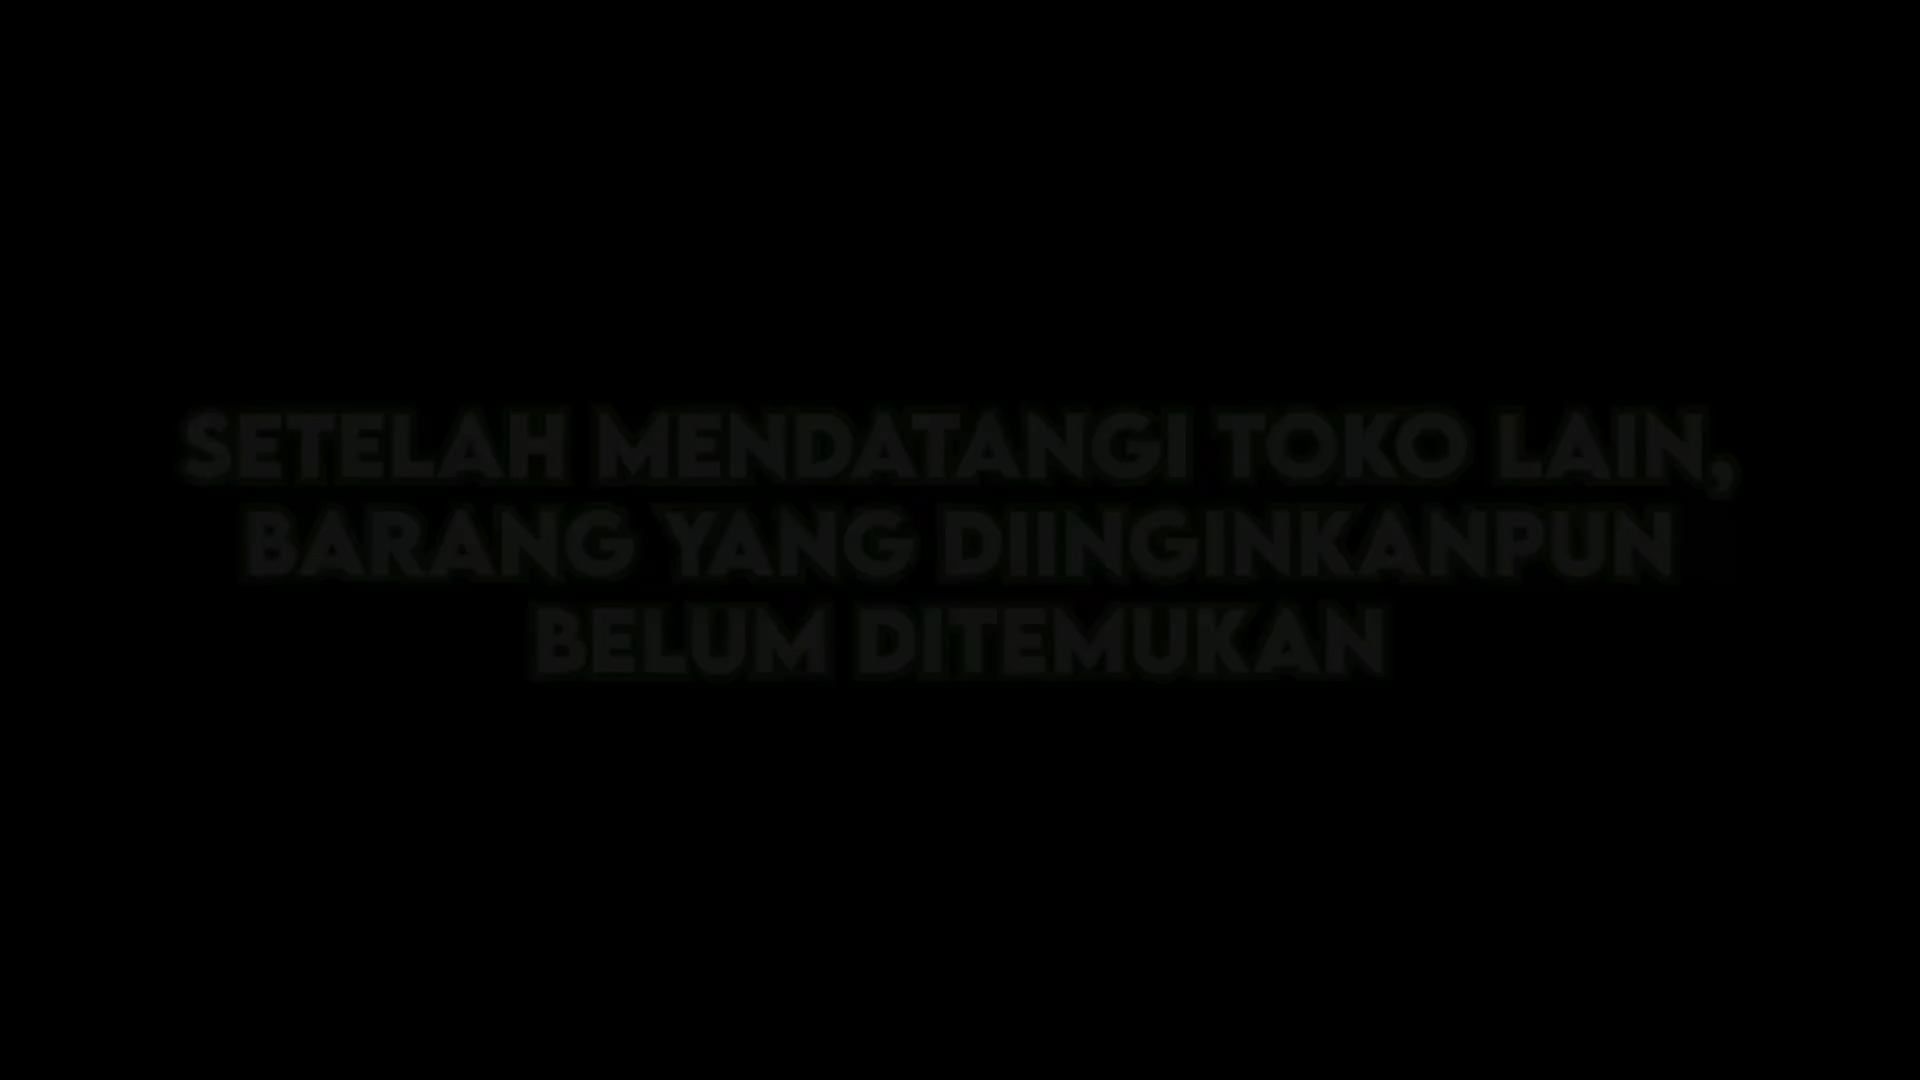 SETELAH MENDATANGI TOKO LAIN,
BARANG YANG DIINGINKANPUN
BELUM DITEMUKAN